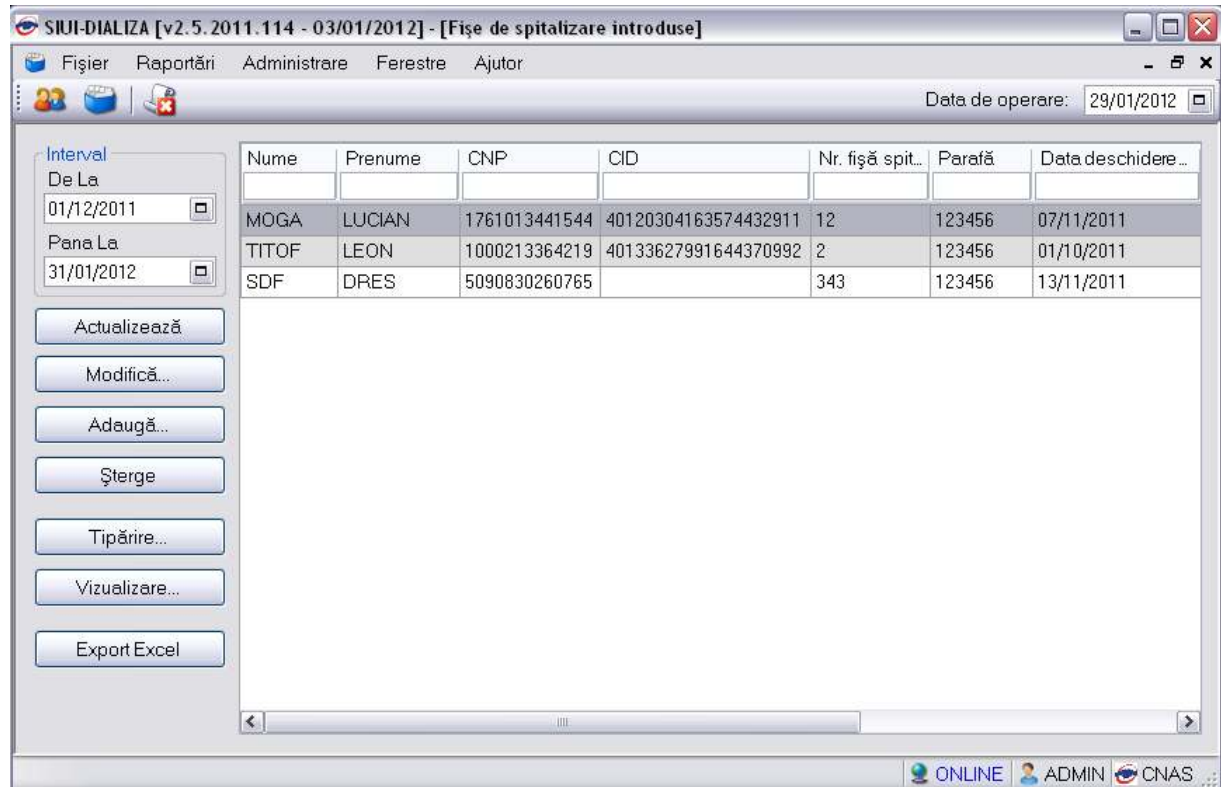 SIUI-DIALIZA [v2.5.2011.114 - 03/01/2012] - [Fişe de spitalizare introduse]
Fişier Raportări Administrare Ferestre Ajutor
Data de operare: 29/01/2012
Interval
De La
01/12/2011
Pana La
31/01/2012
Actualizează
Modifică...
Adaugă...
Şterge
Tipărire...
Vizualizare...
Export Excel
Nume Prenume CNP CID Nr. fişă spit... Parafă Data deschidere ...
MOGA LUCIAN 1761013441544 40120304163574432911 12 123456 07/11/2011
TITOF LEON 1000213364219 40133627991644370992 2 123456 01/10/2011
SDF DRES 5090830260765 343 123456 13/11/2011
ONLINE ADMIN CNAS